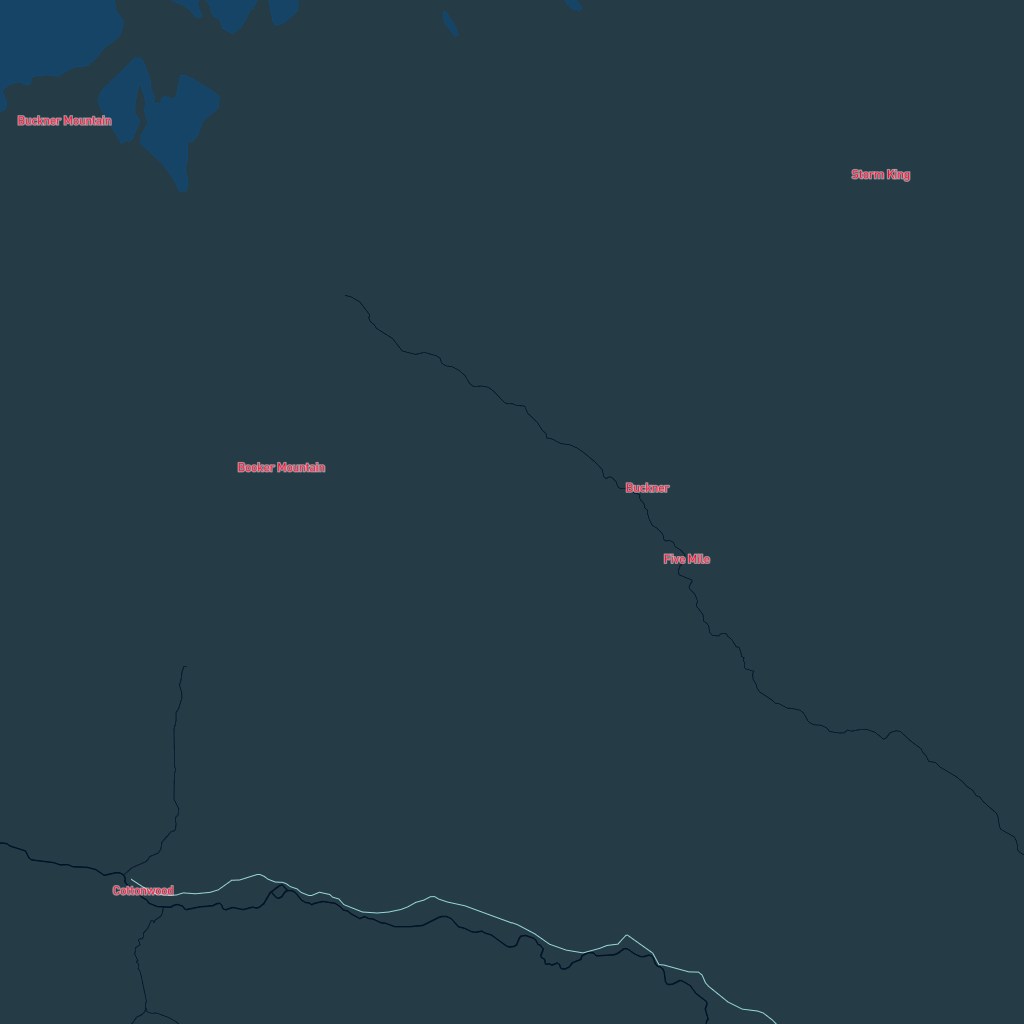 Buckner Mountain
Storm King
Booker Mountain
Buckner
Five Mile
Cottonwood